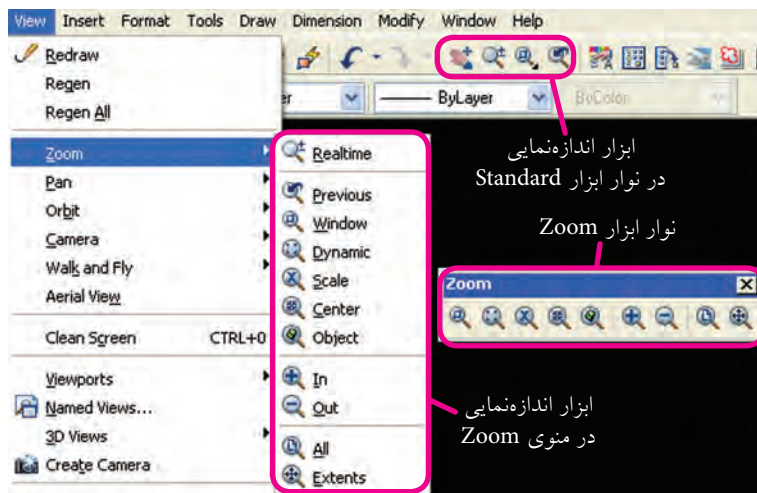 View Insert Format Tools Draw Dimension Modify Window Help
Redraw
Regen
Regen All
Zoom
Pan
Orbit
Camera
Walk and Fly
Aerial View
Clean Screen CTRL+0
Viewports
Named Views...
3D Views
Create Camera
Realtime
Previous
Window
Dynamic
Scale
Center
Object
In
Out
All
Extents
ByLayer
ByColor
ابزار اندازه‌نمایی
در نوار ابزار Standard
نوار ابزار Zoom
Zoom
ابزار اندازه‌نمایی
در منوی Zoom